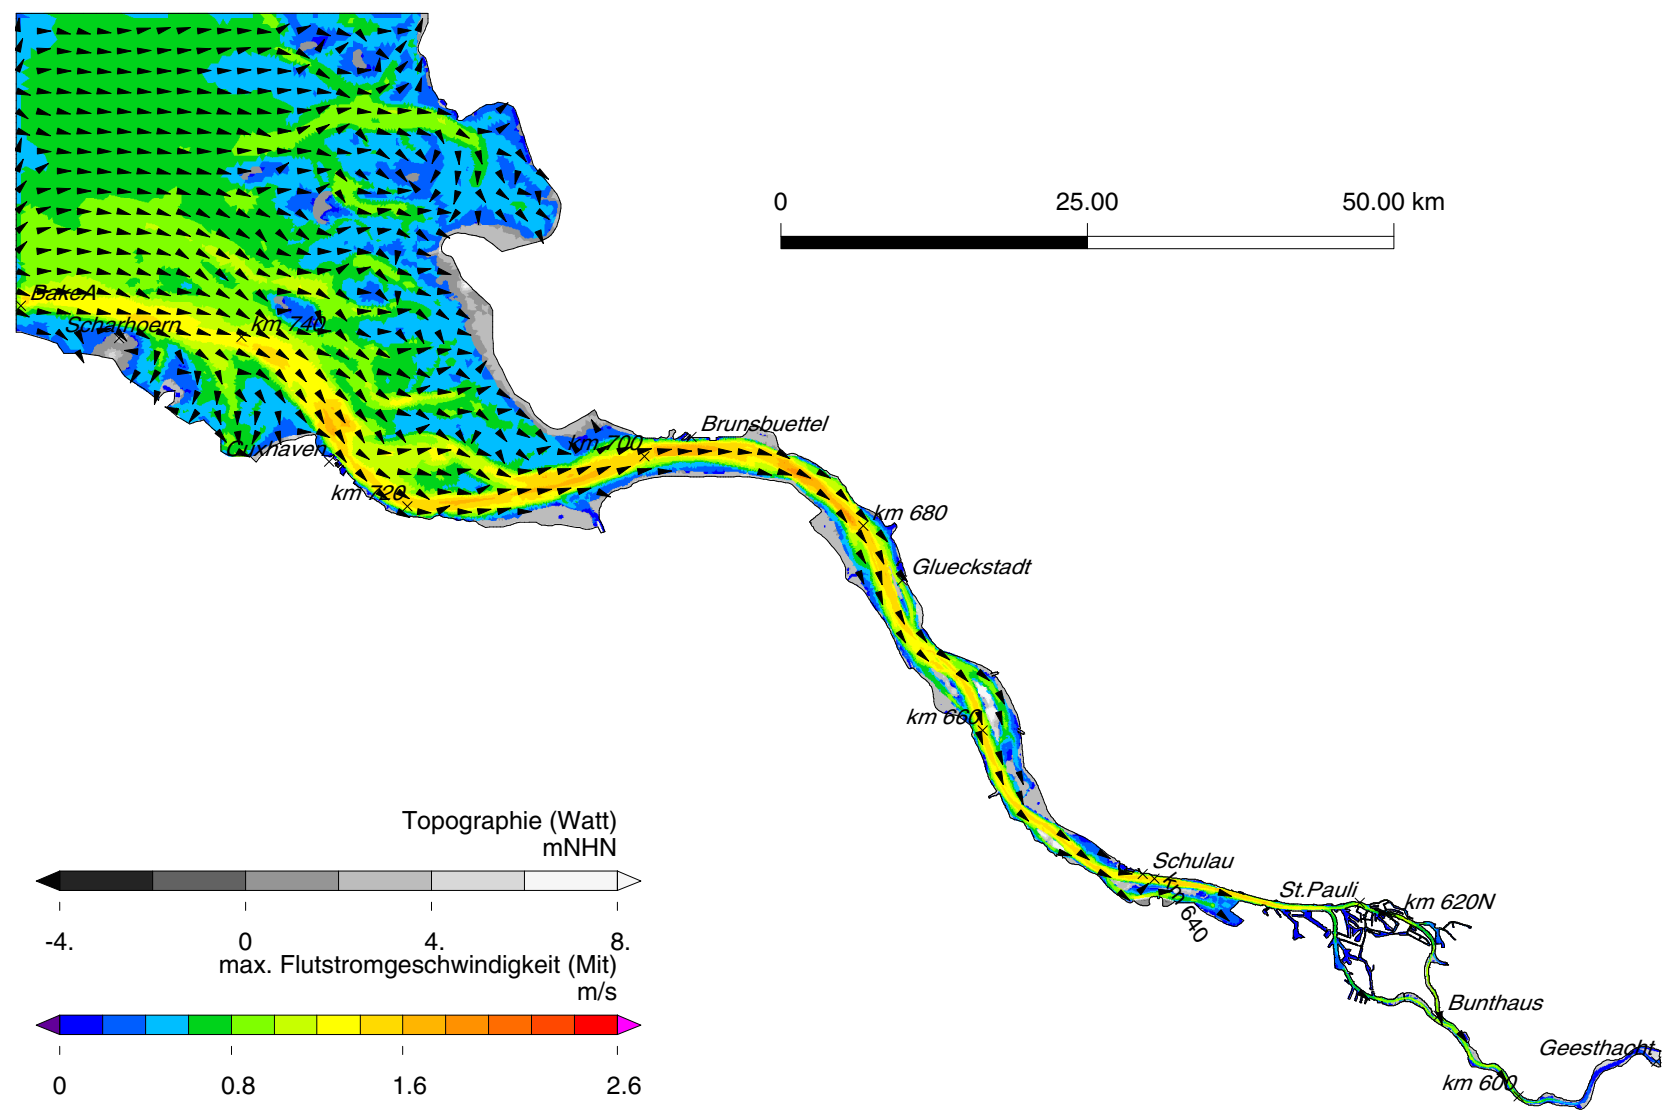 0 25.00 50.00 km
BakeA
Scharhoern
km 740
Brunsbuettel
km 700
Cuxhaven
km 720
km 680
Glueckstadt
km 660
Schulau
km 640
St.Pauli
km 620N
Bunthaus
Geesthacht
km 600
Topographie (Watt)
mNHN
-4. 0 4. 8.
max. Flutstromgeschwindigkeit (Mit)
m/s
0 0.8 1.6 2.6